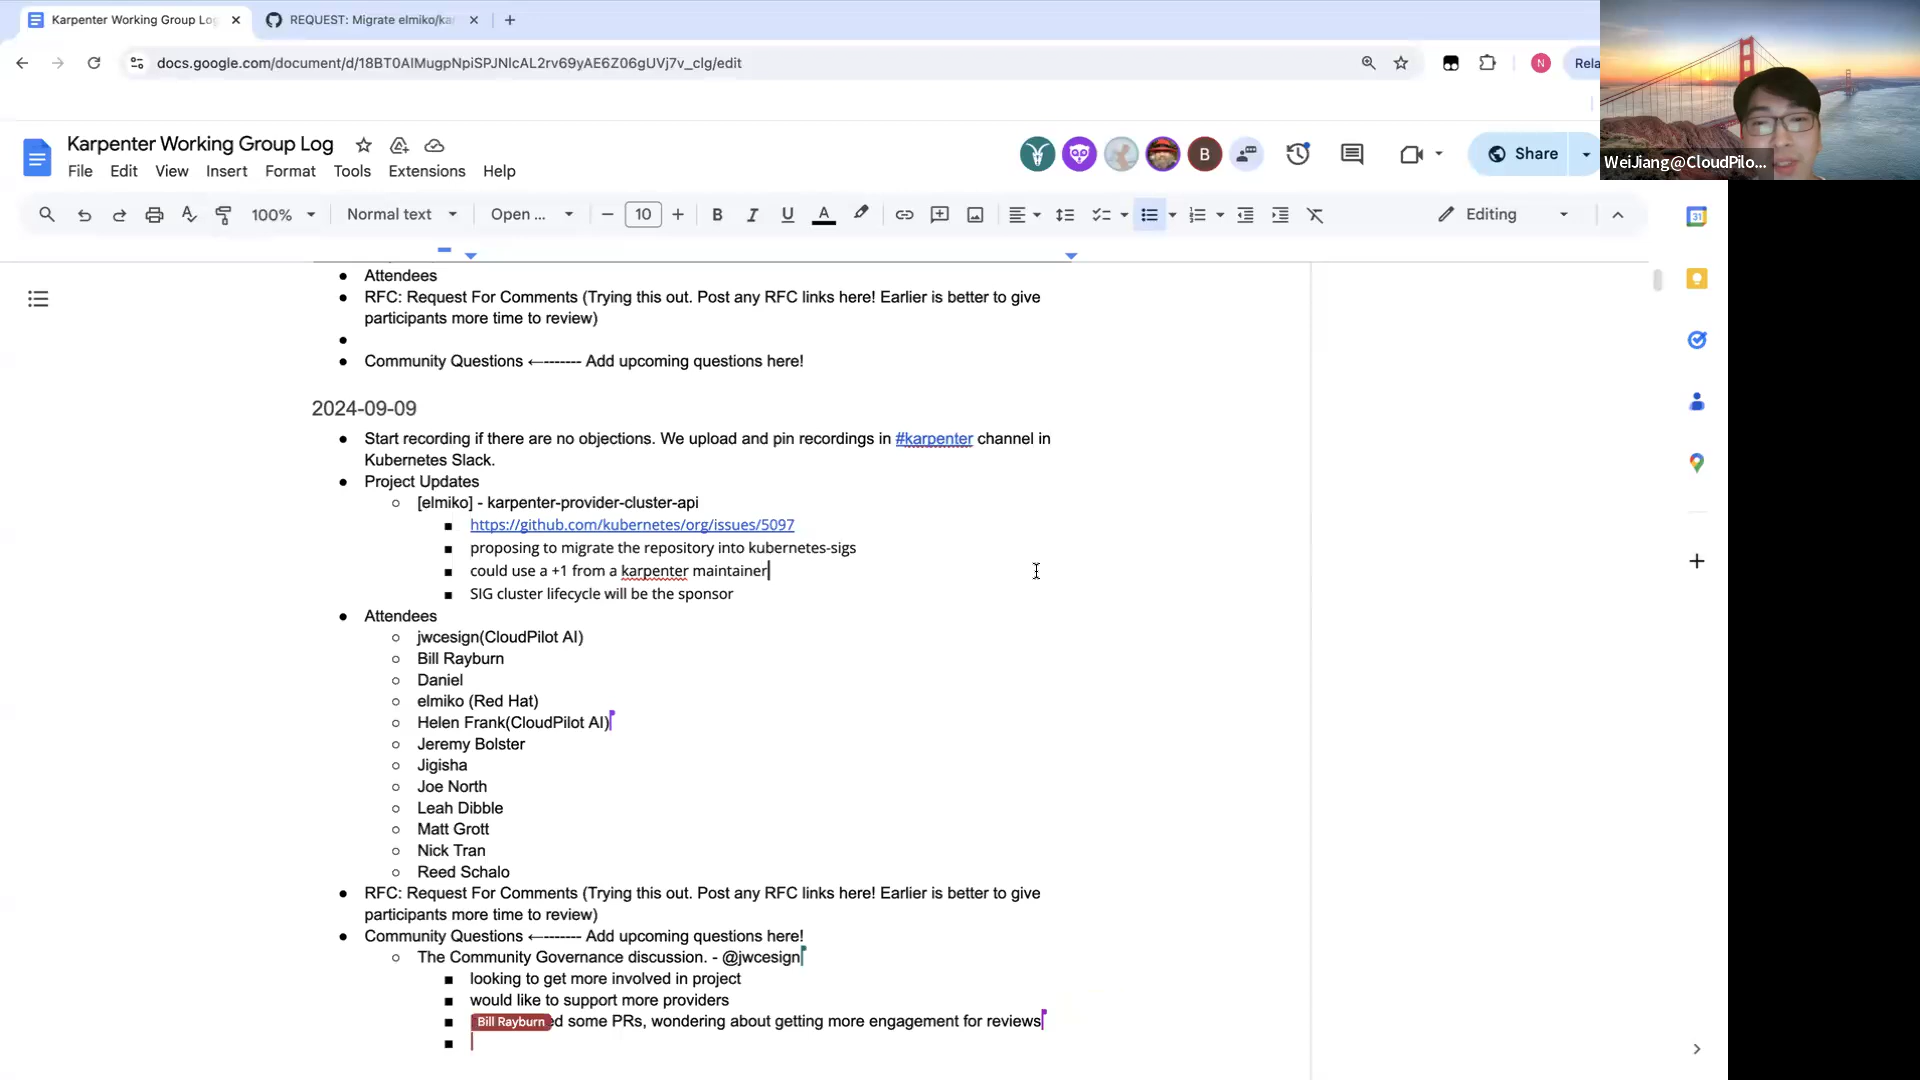 Karpenter Working Group Log
REQUEST: Migrate elmiko/ka
docs.google.com/document/d/18BT0AlMugpNpiSPJNlcAL2rv69yAE6Z06gUVj7v_clg/edit
N
Rela
WeiJiang@CloudPilo...
Karpenter Working Group Log
B
Share
File Edit View Insert Format Tools Extensions Help
100% Normal text Open ... 10 B I U A Editing
31
Attendees
RFC: Request For Comments (Trying this out. Post any RFC links here! Earlier is better to give
participants more time to review)
Community Questions ←------- Add upcoming questions here!
2024-09-09
Start recording if there are no objections. We upload and pin recordings in #karpenter channel in
Kubernetes Slack.
Project Updates
[elmiko] - karpenter-provider-cluster-api
https://github.com/kubernetes/org/issues/5097
proposing to migrate the repository into kubernetes-sigs
could use a +1 from a karpenter maintainer
SIG cluster lifecycle will be the sponsor
Attendees
jwcesign(CloudPilot AI)
Bill Rayburn
Daniel
elmiko (Red Hat)
Helen Frank(CloudPilot AI)
Jeremy Bolster
Jigisha
Joe North
Leah Dibble
Matt Grott
Nick Tran
Reed Schalo
RFC: Request For Comments (Trying this out. Post any RFC links here! Earlier is better to give
participants more time to review)
Community Questions ←------- Add upcoming questions here!
The Community Governance discussion. - @jwcesign
looking to get more involved in project
would like to support more providers
Bill Rayburn
some PRs, wondering about getting more engagement for reviews